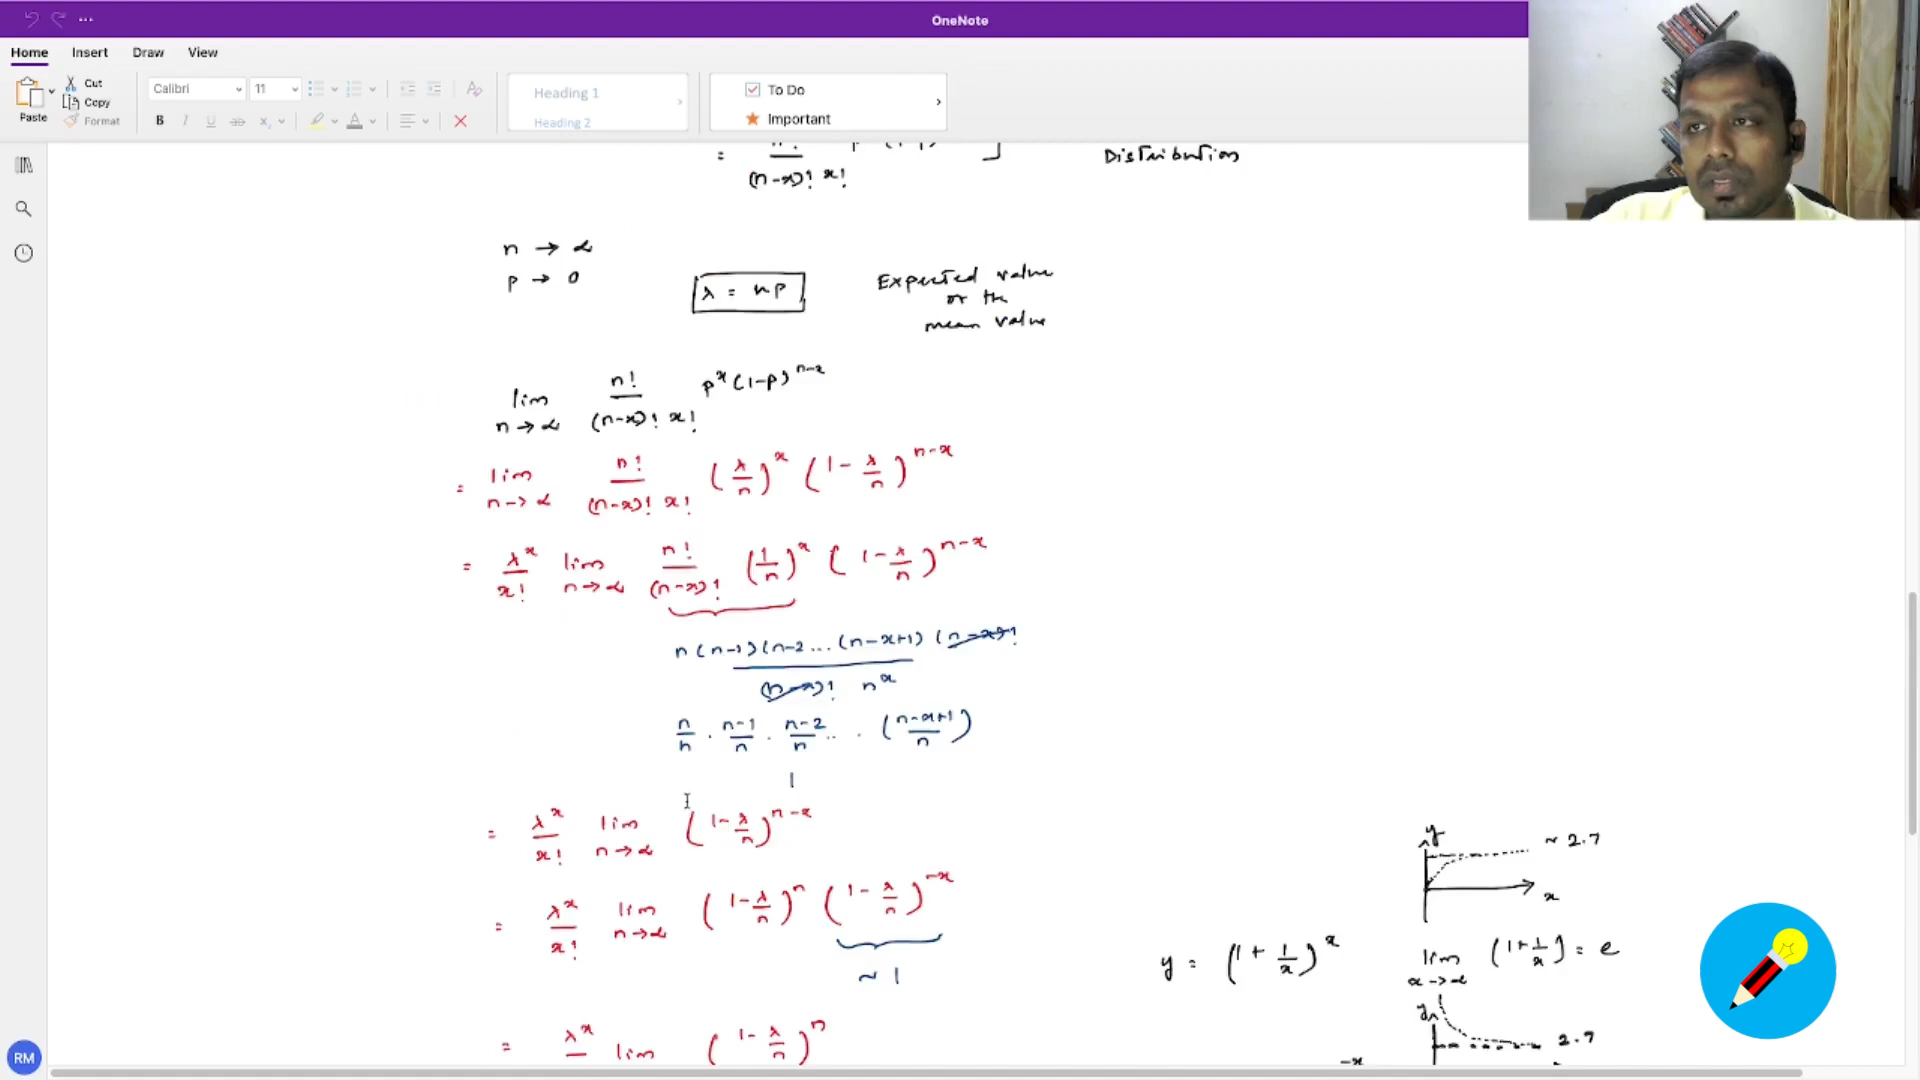 OneNote
Home Insert Draw View
Paste
Cut
Copy
Format
Calibri 11
B I U ab x A
Heading 1
Heading 2
To Do
Important
=
(n-x)! x!
Distribution
n → ∝
p → 0
λ = np
Expected value
or the
mean value
lim n→∝ n!/(n-x)! x! p^x (1-p)^n-x
= lim n→∝ n!/(n-x)! x! (λ/n)^x (1-λ/n)^n-x
= λ^x/x! lim n→∝ n!/(n-x)! (1/n)^x (1-λ/n)^n-x
n(n-1)(n-2...(n-x+1) (n-x)!
(n-x)! n^x
n/n . n-1/n . n-2/n .. . (n-x+1/n)
1
= λ^x/x! lim n→∝ (1-λ/n)^n-x
= λ^x/x! lim n→∝ (1-λ/n)^n (1-λ/n)^-x
~ 1
= λ^x lim (1-λ/n)^n
y
~ 2.7
x
y = (1+1/x)^x
lim x→∝ (1+1/x) = e
y
2.7
-x
RM